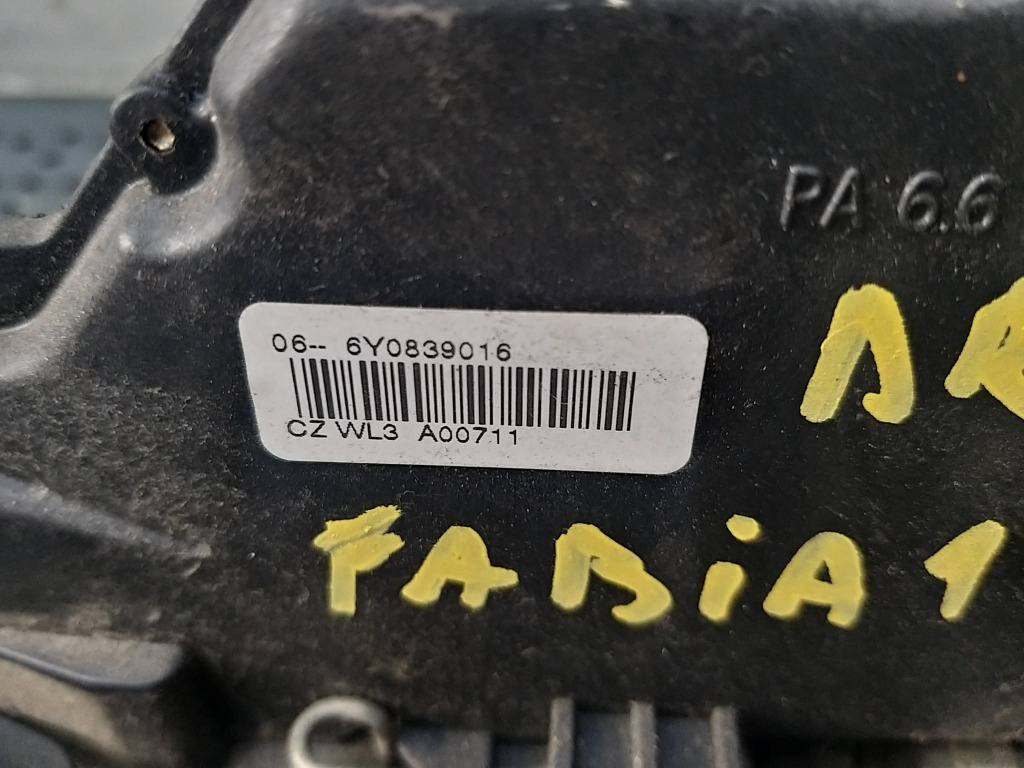 PA 6.6
06-- 6Y0839016
CZ WL3 A00711
FABiA 1